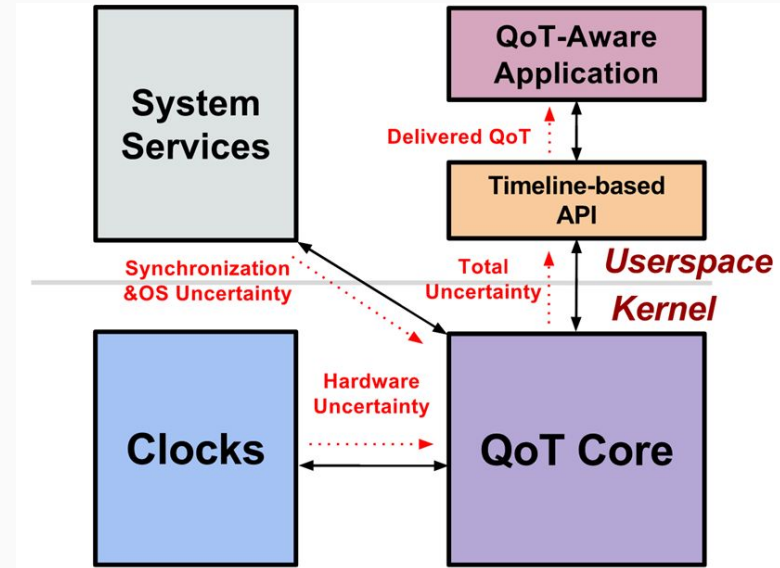 System
Services
QoT-Aware
Application
Delivered QoT
Timeline-based
API
Synchronization
&OS Uncertainty
Total
Uncertainty
Userspace
Kernel
Hardware
Uncertainty
Clocks
QoT Core